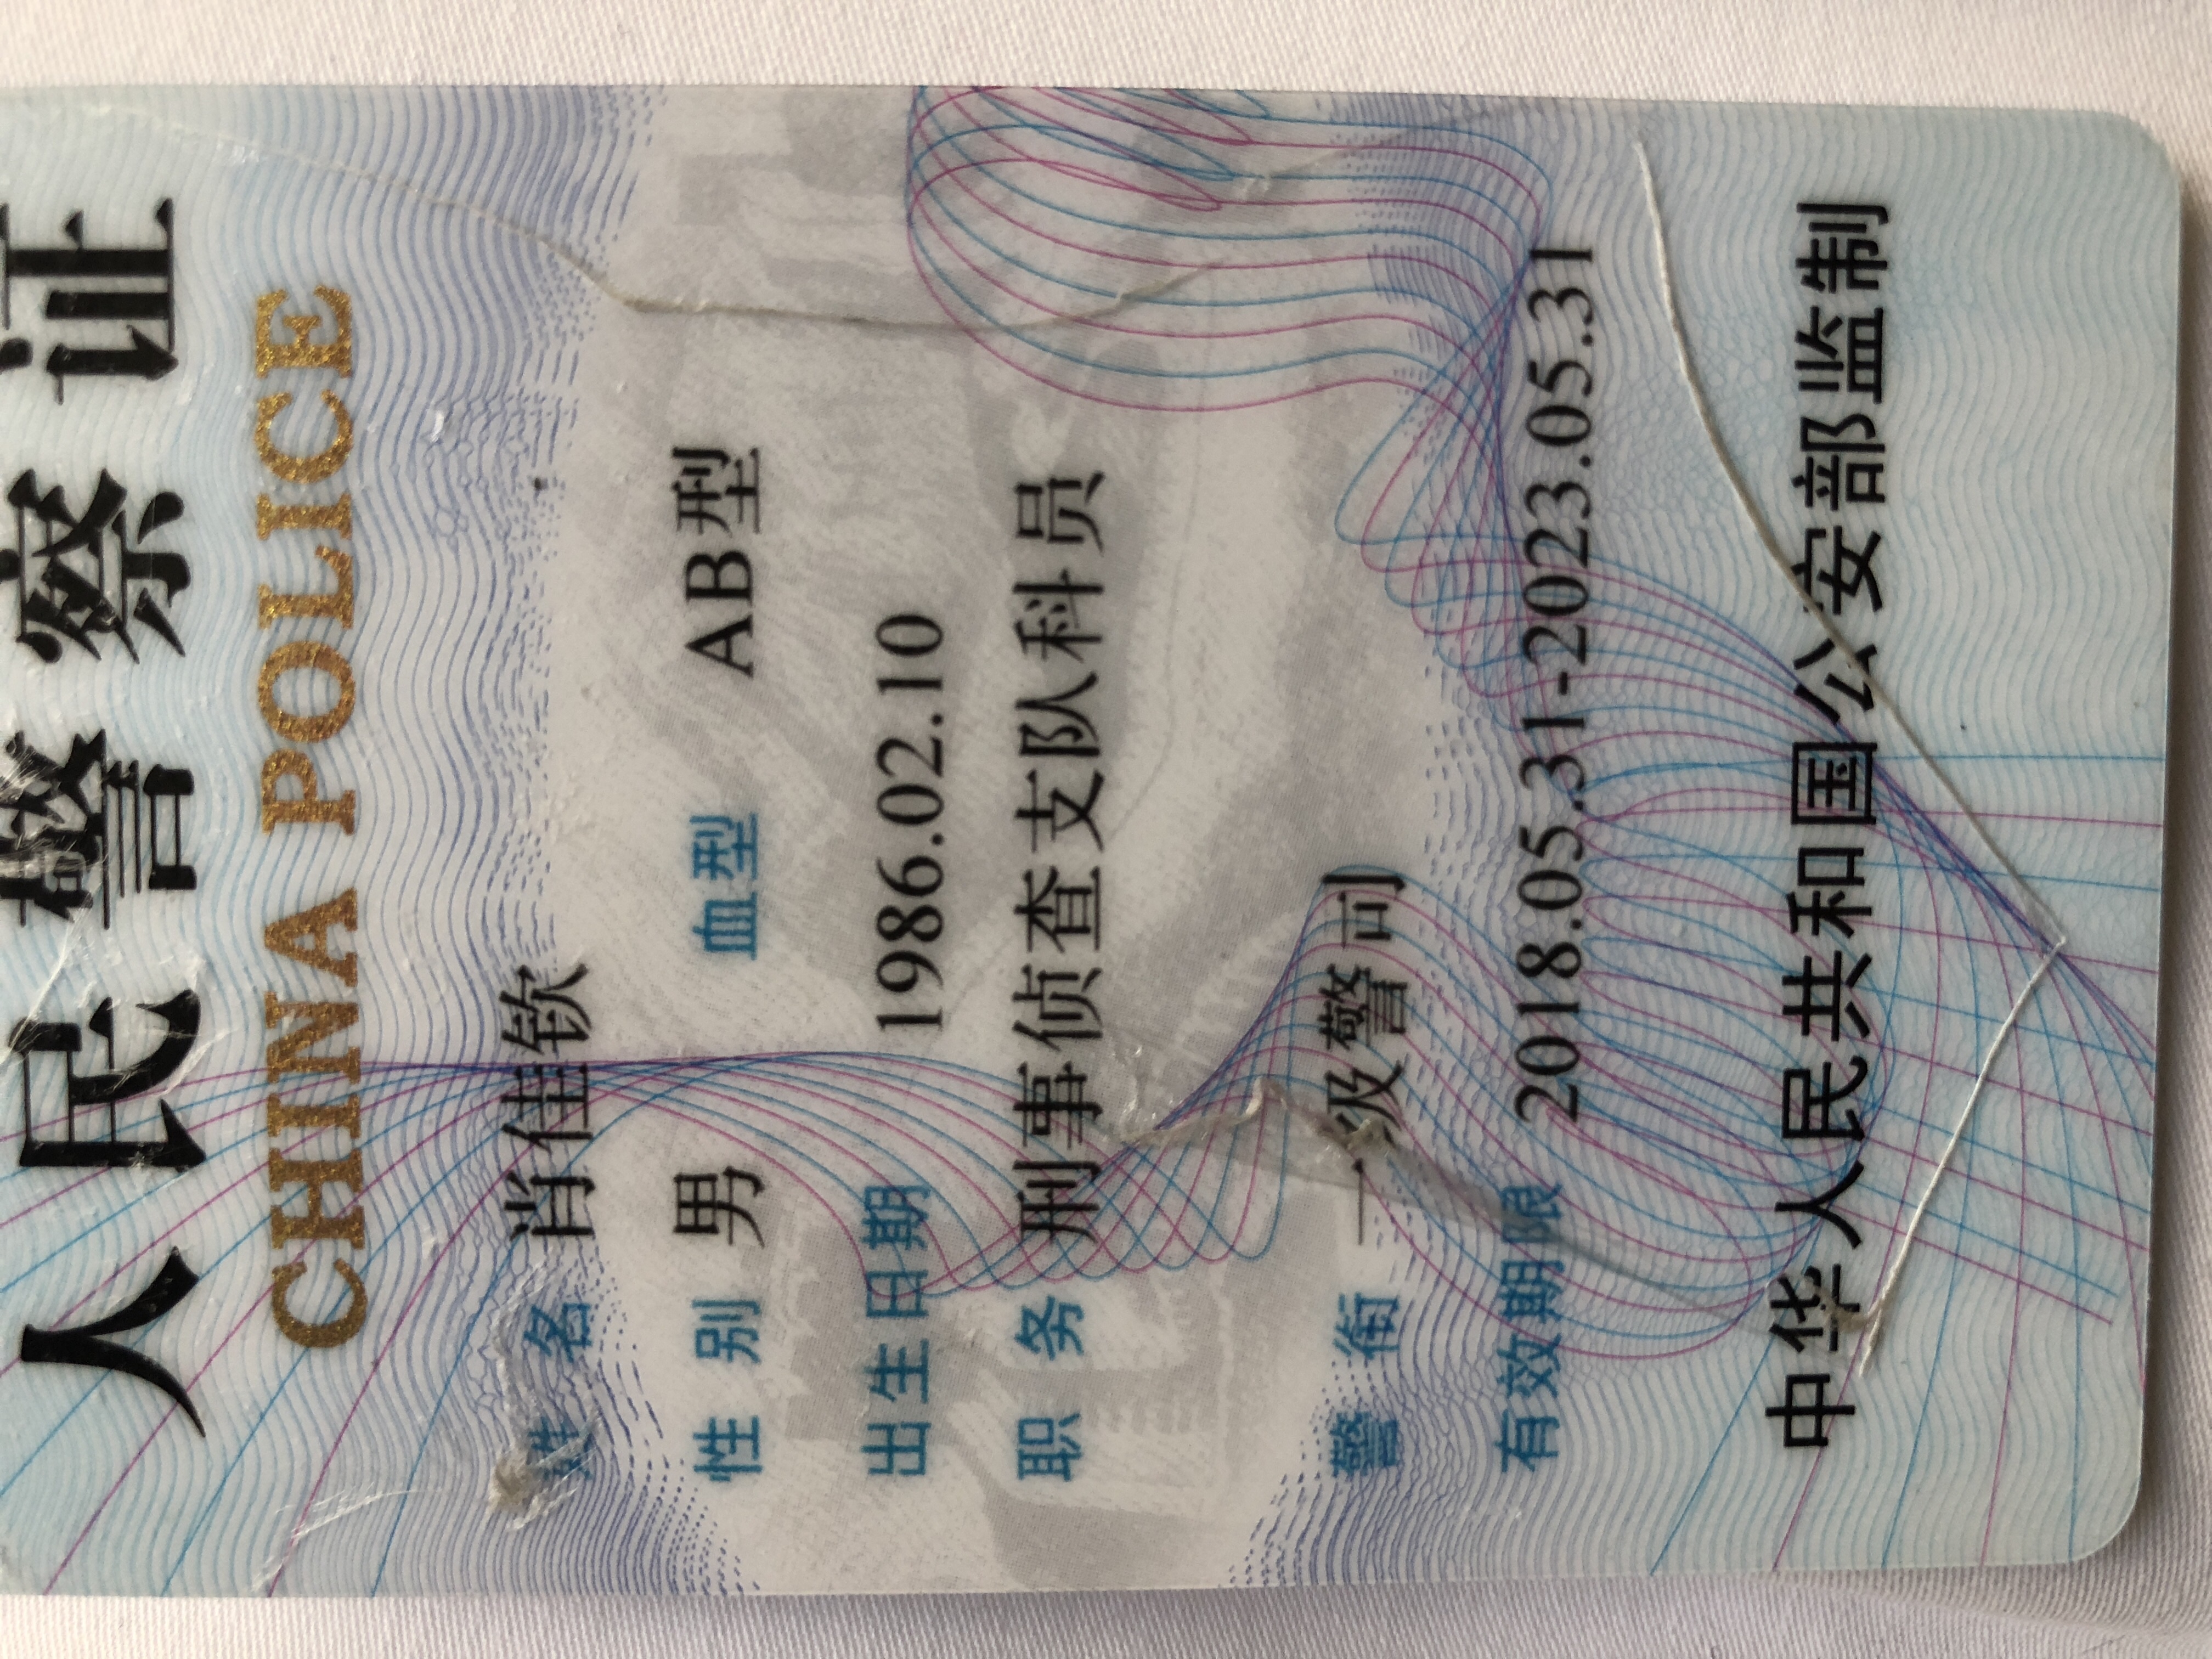 人民警察证
CHINA POLICE
姓名 肖佳钦
性别 男 血型 AB型
出生日期 1986.02.10
职务 刑事侦查支队科员
警衔 一级警司
有效期限 2018.05.31-2023.05.31
中华人民共和国公安部监制